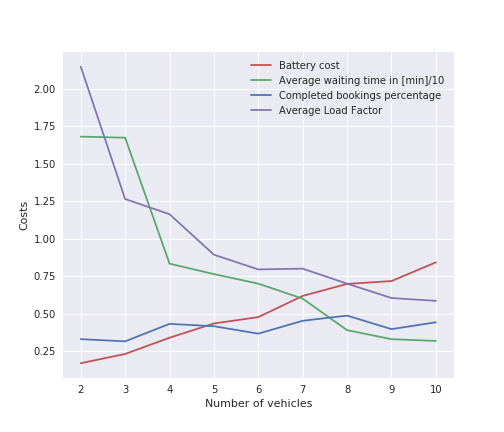 Battery cost
Average waiting time in [min]/10
Completed bookings percentage
Average Load Factor
2.00
1.75
1.50
1.25
1.00
0.75
0.50
0.25
Costs
2 3 4 5 6 7 8 9 10
Number of vehicles